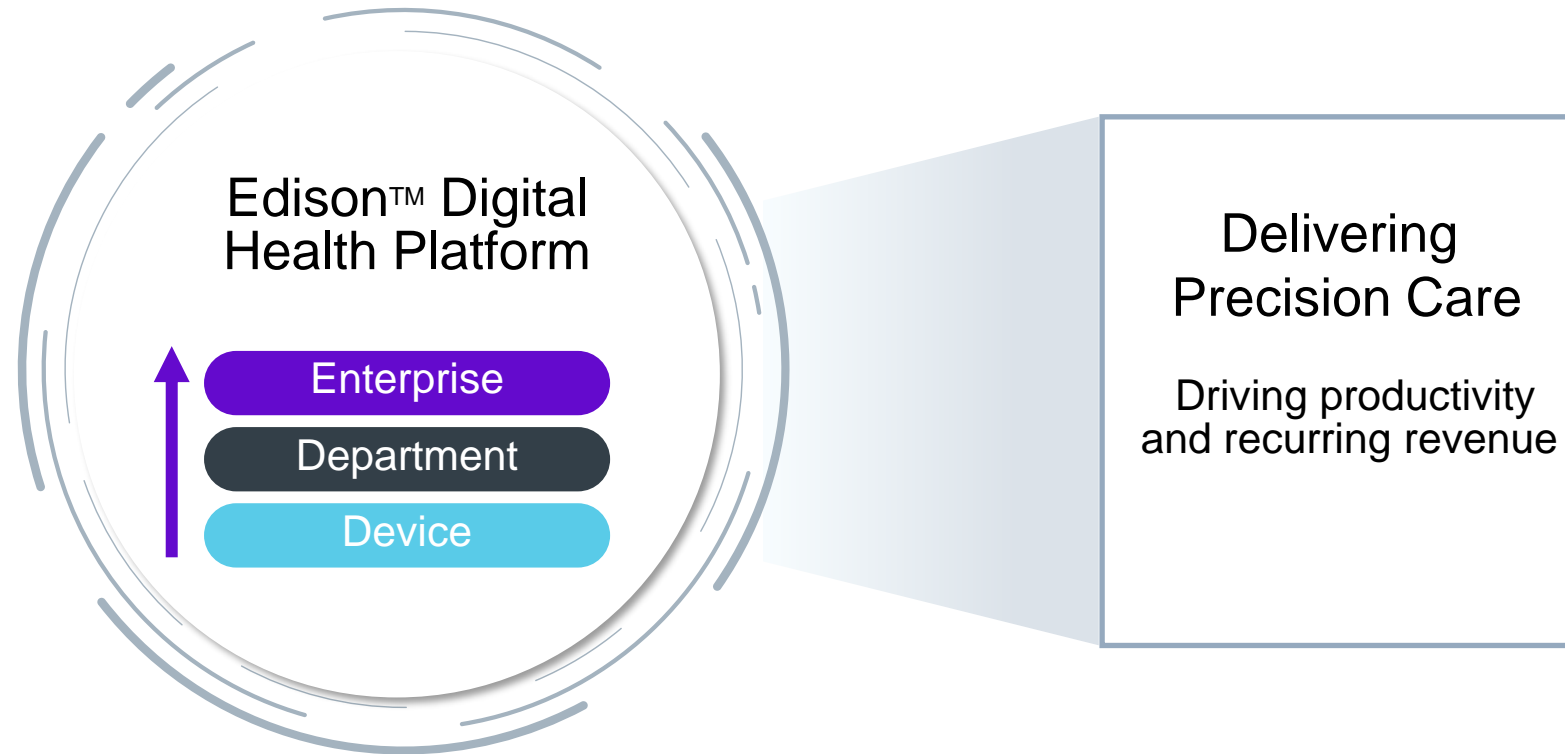 Edison™ Digital
Health Platform
Enterprise
Department
Device
Delivering
Precision Care
Driving productivity
and recurring revenue